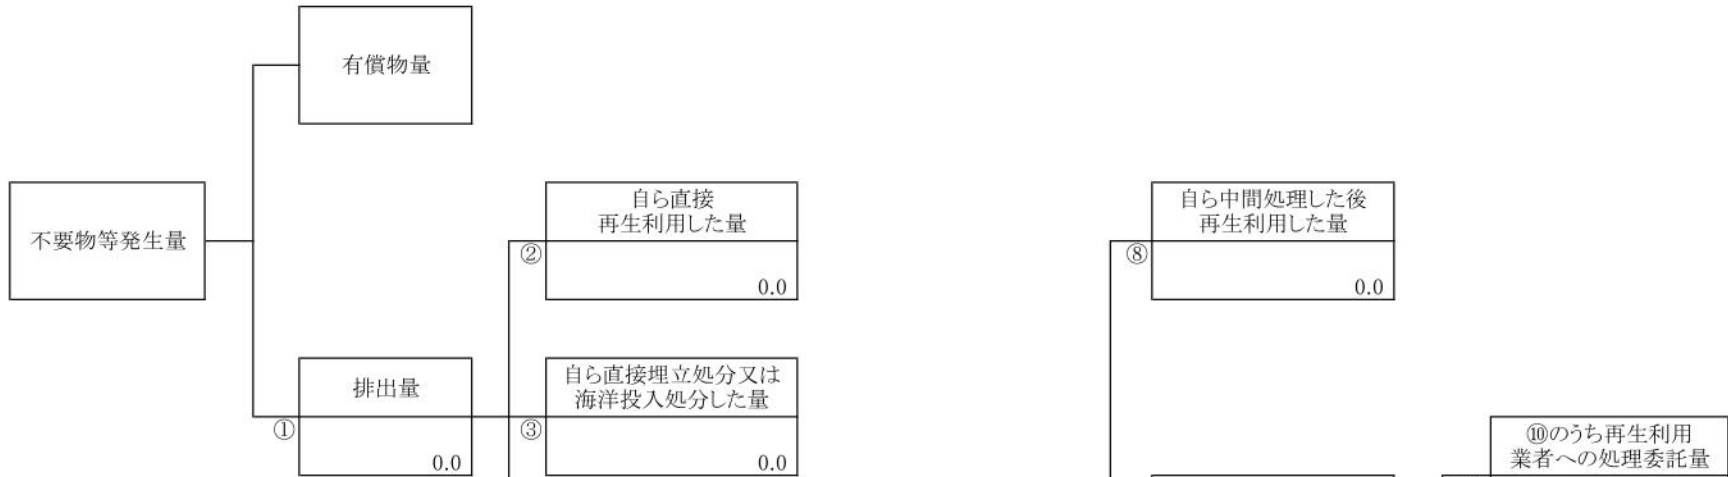 有償物量
不要物等発生量
自ら直接
再生利用した量
②
0.0
自ら中間処理した後
再生利用した量
⑧
0.0
排出量
①
0.0
自ら直接埋立処分又は
海洋投入処分した量
③
0.0
⑩のうち再生利用
業者への処理委託量